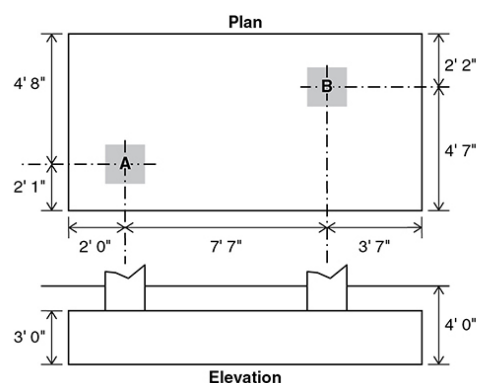 Plan
2' 2"
4' 8"
B
4' 7"
A
2' 1"
2' 0"
7' 7"
3' 7"
3' 0"
4' 0"
Elevation